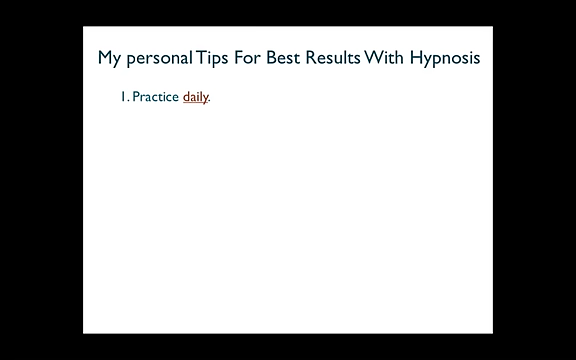 My personal Tips For Best Results With Hypnosis
1. Practice daily.